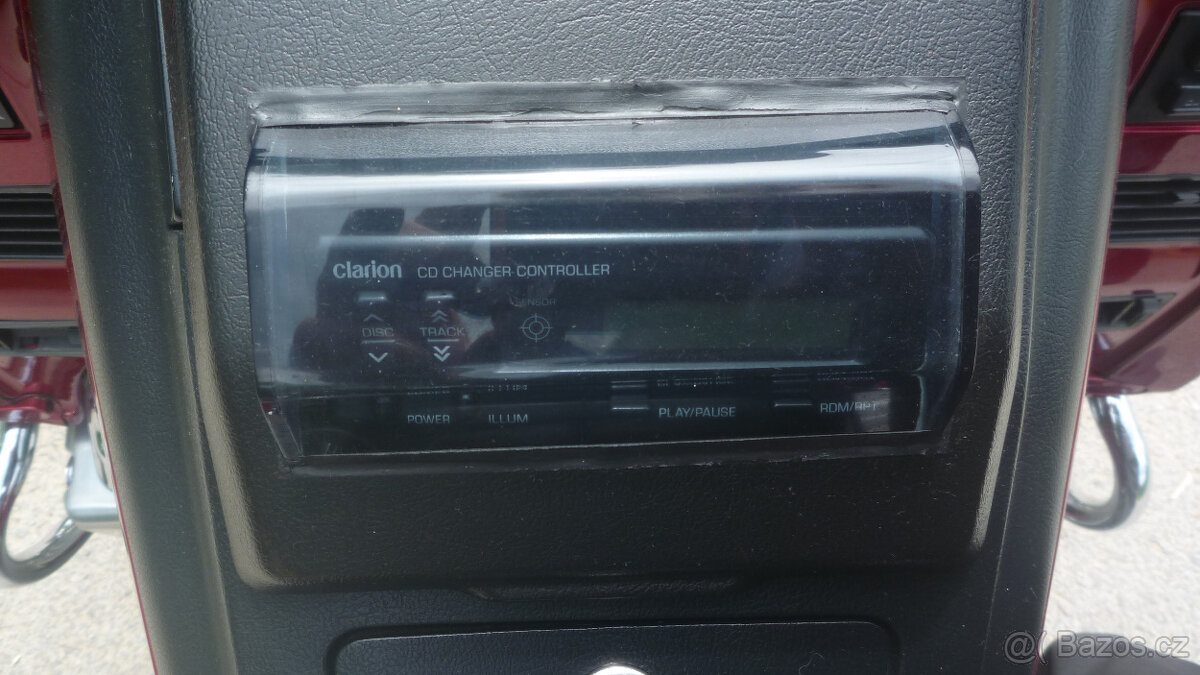 clarion CD CHANGER CONTROLLER
SENSOR
DISC TRACK
POWER ILLUM PLAY/PAUSE RDM/RPT
@( Bazos.cz